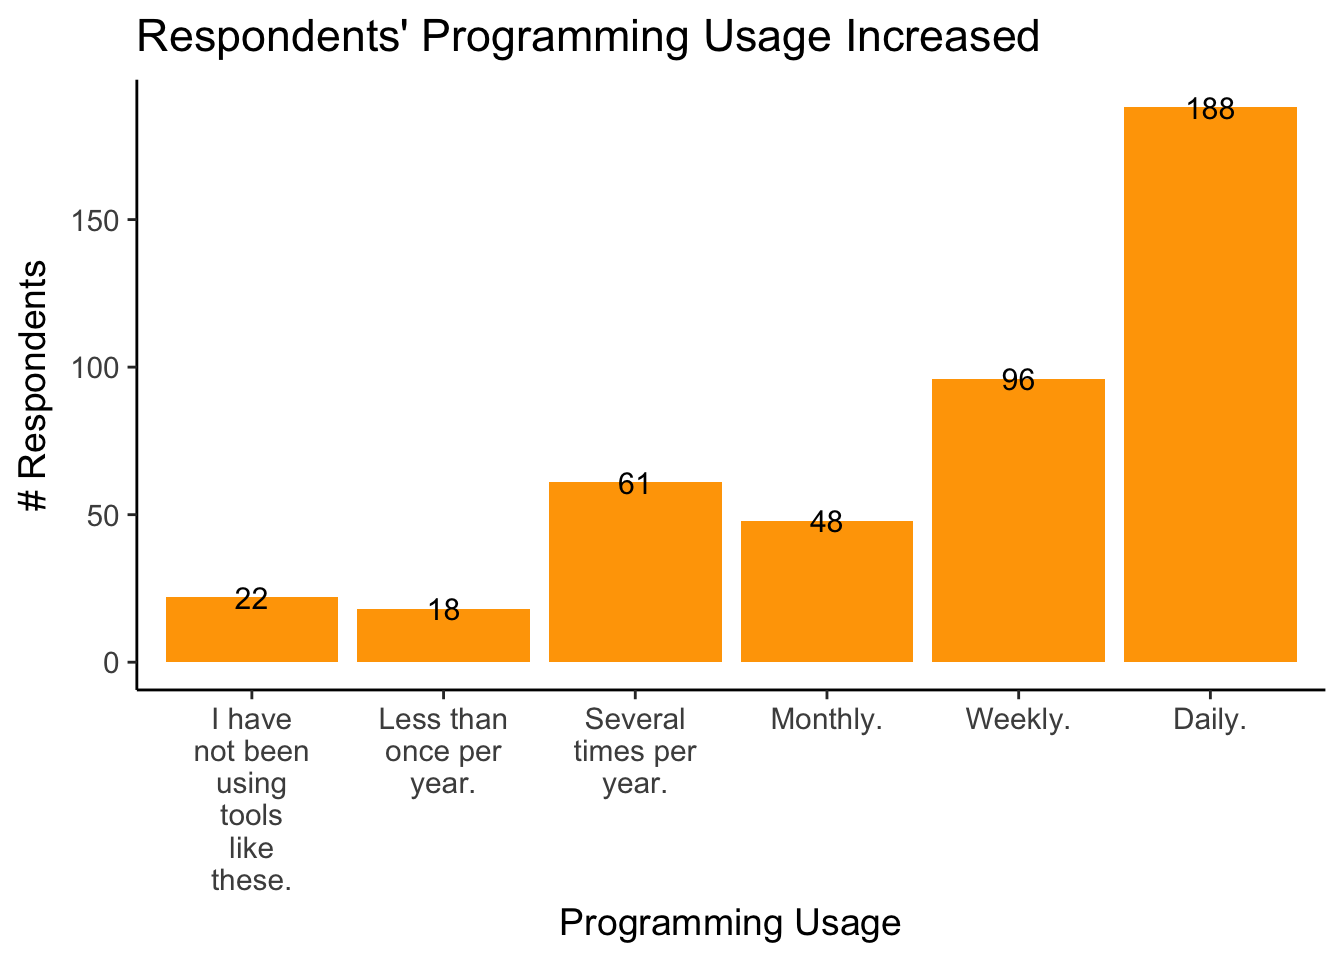 Respondents' Programming Usage Increased
# Respondents
150
100
50
0
22
18
61
48
96
188
I have
not been
using
tools
like
these.
Less than
once per
year.
Several
times per
year.
Monthly.
Weekly.
Daily.
Programming Usage